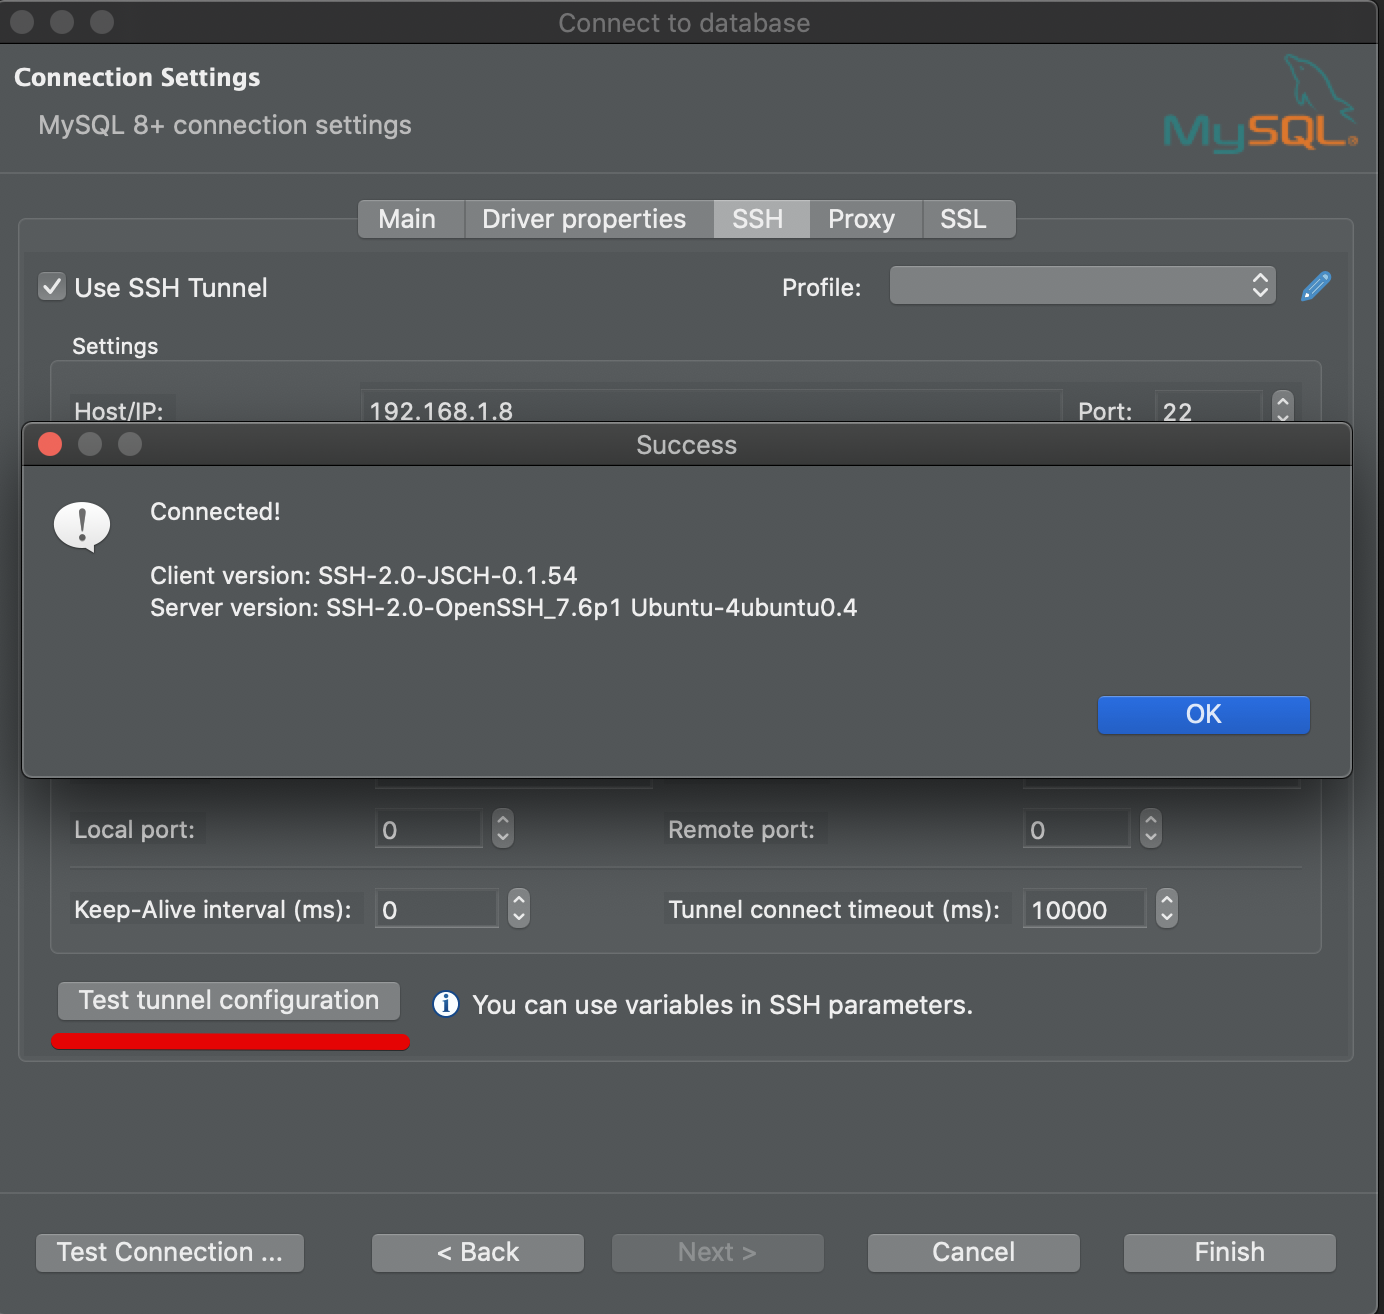 Connect to database
Connection Settings
MySQL 8+ connection settings
MySQL®
Main Driver properties SSH Proxy SSL
Use SSH Tunnel Profile:
Settings
Host/IP: 192.168.1.8 Port: 22
Success
Connected!
Client version: SSH-2.0-JSCH-0.1.54
Server version: SSH-2.0-OpenSSH_7.6p1 Ubuntu-4ubuntu0.4
OK
Local port: 0 Remote port: 0
Keep-Alive interval (ms): 0 Tunnel connect timeout (ms): 10000
Test tunnel configuration You can use variables in SSH parameters.
Test Connection ... < Back Next > Cancel Finish